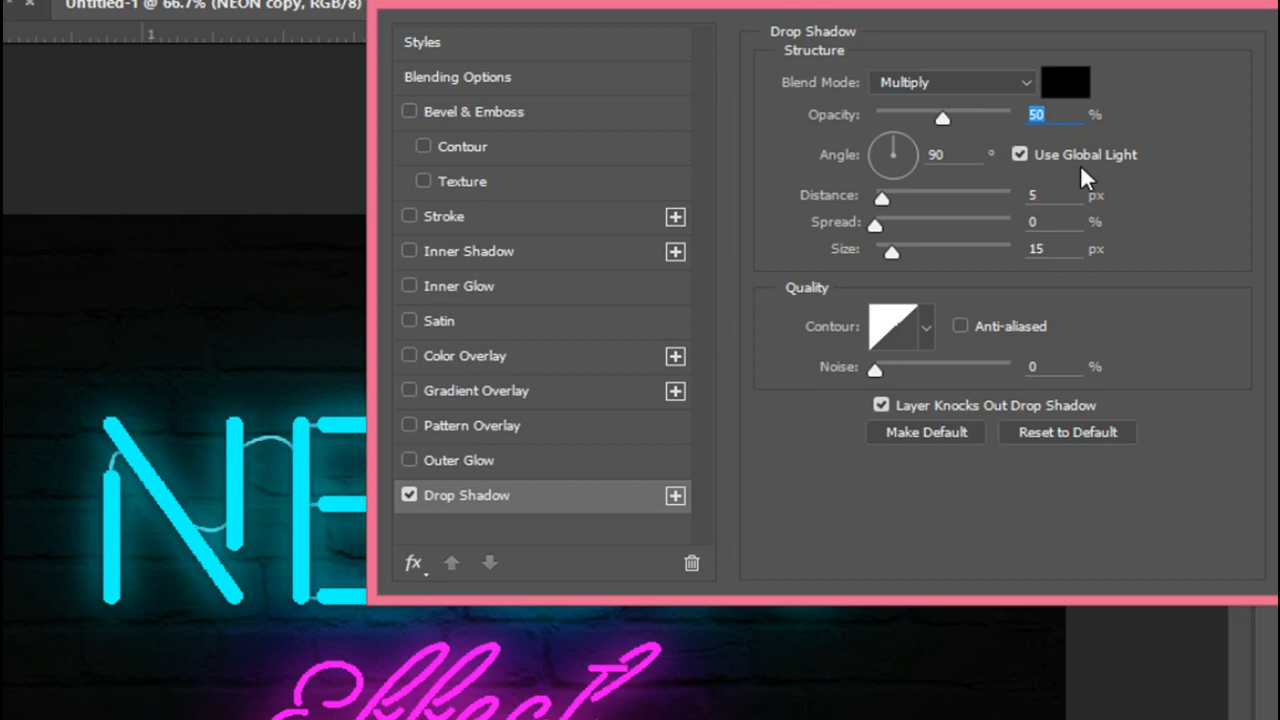 Untitled-1 @ 66.7% (NEON copy, RGB/8)
1
Styles
Blending Options
Bevel & Emboss
Contour
Texture
Stroke
Inner Shadow
Inner Glow
Satin
Color Overlay
Gradient Overlay
Pattern Overlay
Outer Glow
Drop Shadow
fx
Drop Shadow
Structure
Blend Mode: Multiply
Opacity: 50 %
Angle: 90 ° Use Global Light
Distance: 5 px
Spread: 0 %
Size: 15 px
Quality
Contour: Anti-aliased
Noise: 0 %
Layer Knocks Out Drop Shadow
Make Default Reset to Default
NE
Effect